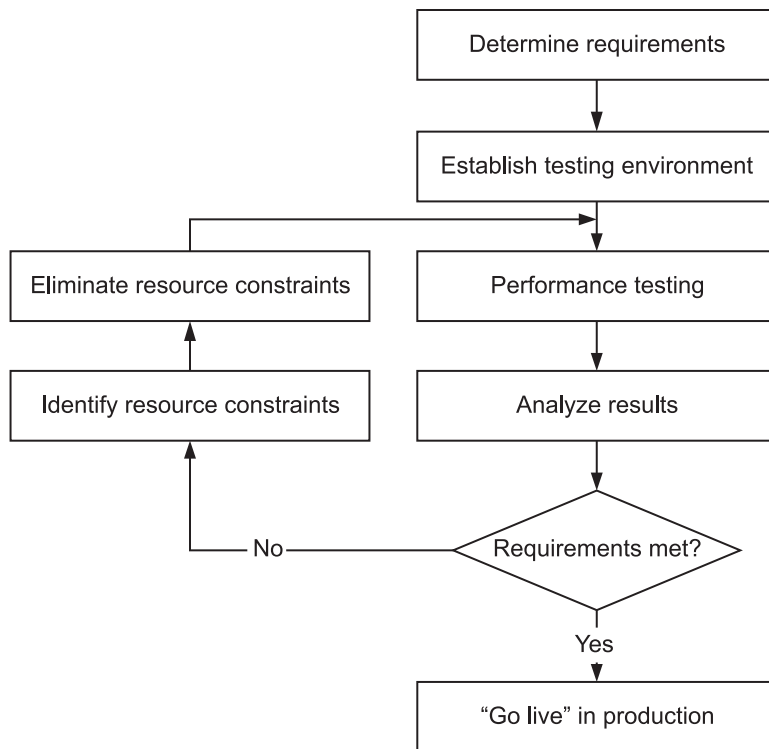 Determine requirements
Establish testing environment
Eliminate resource constraints
Performance testing
Identify resource constraints
Analyze results
No
Requirements met?
Yes
“Go live” in production